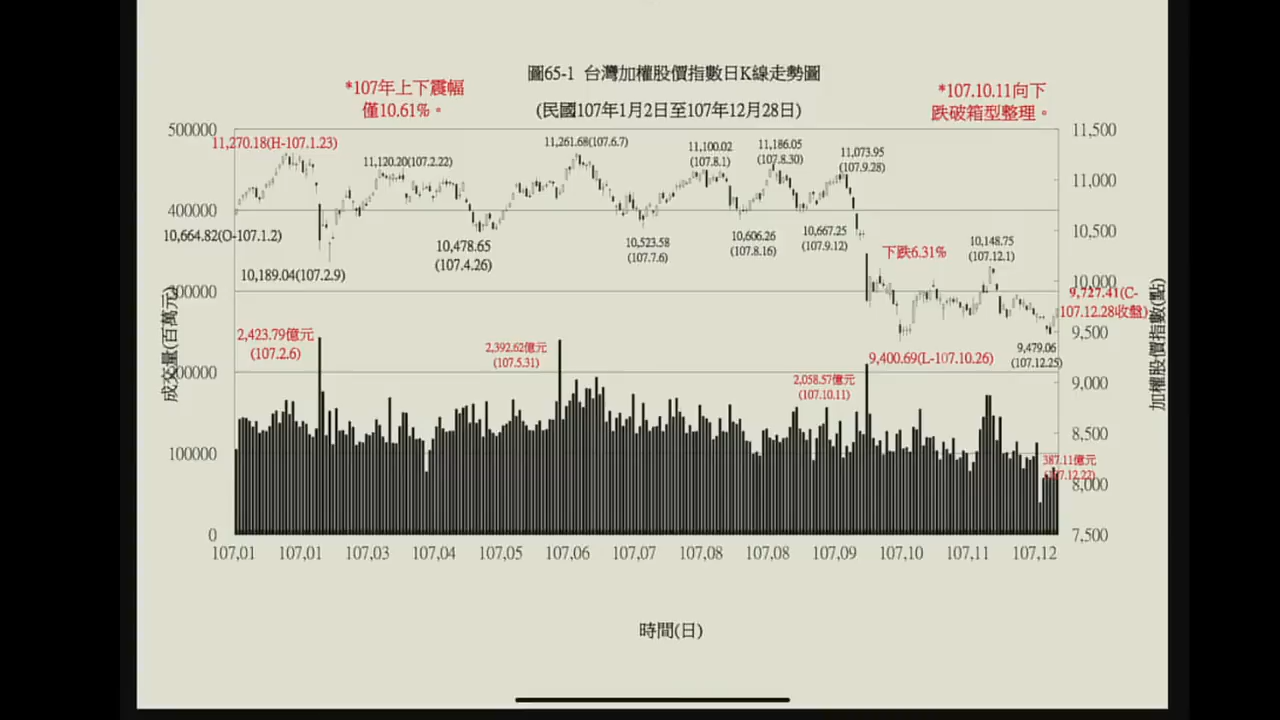 圖65-1 台灣加權股價指數日K線走勢圖
(民國107年1月2日至107年12月28日)
*107年上下震幅
僅10.61%。
*107.10.11向下
跌破箱型整理。
500000
400000
300000
200000
100000
0
成交量(百萬元)
11,500
11,000
10,500
10,000
9,500
9,000
8,500
8,000
7,500
加權股價指數(點)
11,270.18(H-107.1.23)
10,664.82(O-107.1.2)
10,189.04(107.2.9)
11,120.20(107.2.22)
10,478.65
(107.4.26)
11,261.68(107.6.7)
10,523.58
(107.7.6)
11,100.02
(107.8.1)
10,606.26
(107.8.16)
11,186.05
(107.8.30)
10,667.25
(107.9.12)
11,073.95
(107.9.28)
下跌6.31%
10,148.75
(107.12.1)
9,727.41(C-
107.12.28收盤)
9,400.69(L-107.10.26)
9,479.06
(107.12.25)
2,423.79億元
(107.2.6)
2,392.62億元
(107.5.31)
2,058.57億元
(107.10.11)
387.11億元
(107.12.22)
107,01
107,01
107,03
107,04
107,05
107,06
107,07
107,08
107,08
107,09
107,10
107,11
107,12
時間(日)